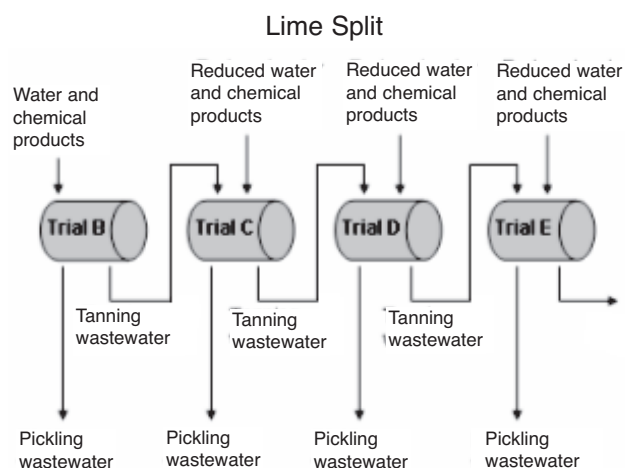 Lime Split
Water and
chemical
products
Reduced water
and chemical
products
Reduced water
and chemical
products
Reduced water
and chemical
products
Trial B
Trial C
Trial D
Trial E
Tanning
wastewater
Tanning
wastewater
Tanning
wastewater
Pickling
wastewater
Pickling
wastewater
Pickling
wastewater
Pickling
wastewater